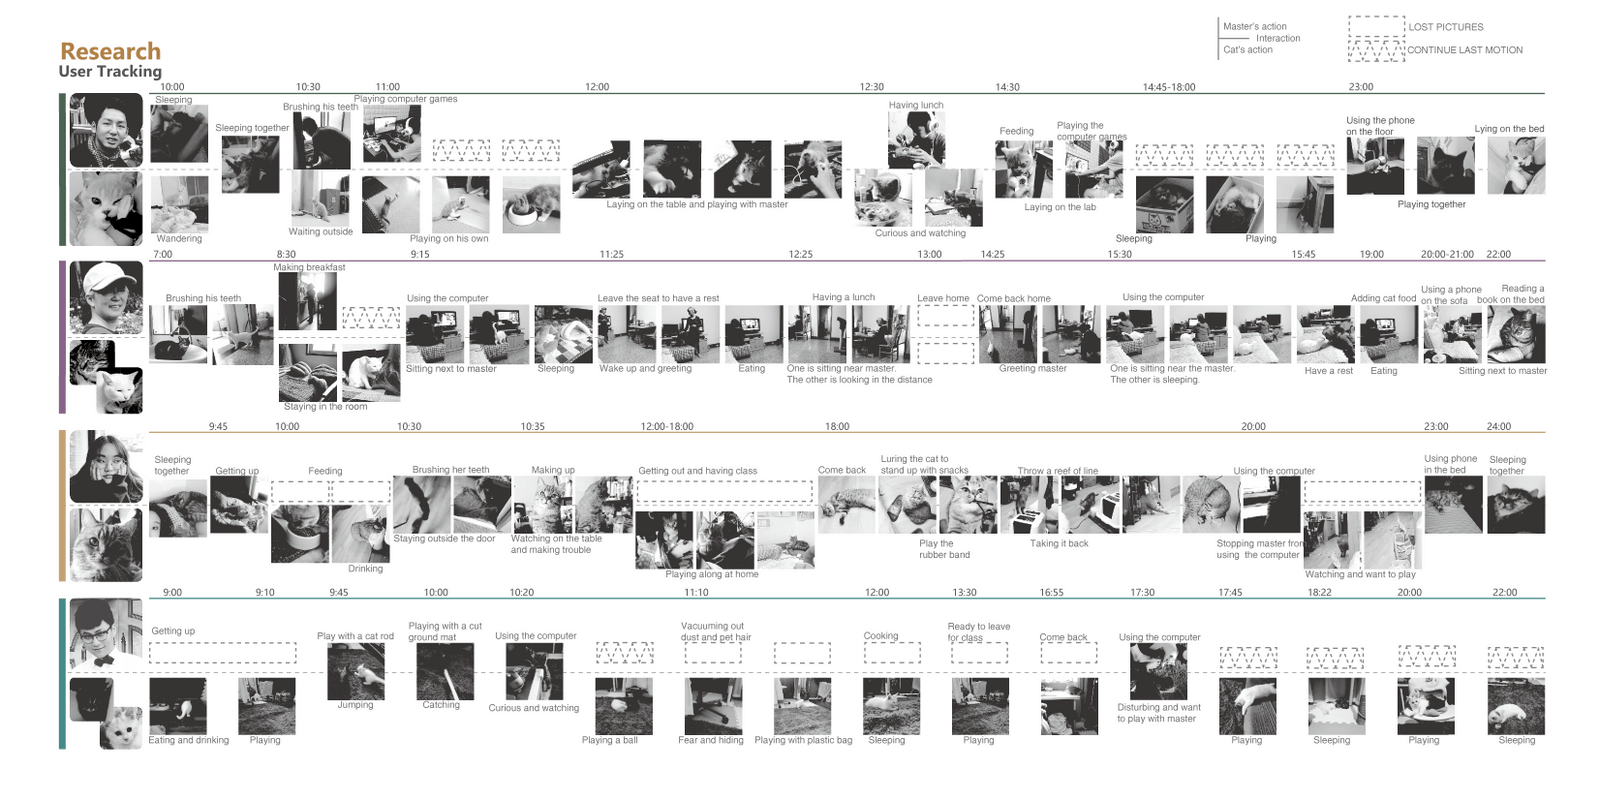 Master's action
Interaction
Cat's action
LOST PICTURES
CONTINUE LAST MOTION
Research
User Tracking
10:00
10:30
11:00
12:00
12:30
14:30
14:45-18:00
23:00
Sleeping
Sleeping together
Brushing his teeth
Playing computer games
Having lunch
Feeding
Playing the
computer games
Using the phone
on the floor
Lying on the bed
Wandering
Waiting outside
Playing on his own
Laying on the table and playing with master
Curious and watching
Laying on the lab
Sleeping
Playing
Playing together
7:00
8:30
9:15
11:25
12:25
13:00
14:25
15:30
15:45
19:00
20:00-21:00
22:00
Brushing his teeth
Making breakfast
Using the computer
Leave the seat to have a rest
Having a lunch
Leave home
Come back home
Using the computer
Adding cat food
Using a phone
on the sofa
Reading a
book on the bed
Staying in the room
Sitting next to master
Sleeping
Wake up and greeting
Eating
One is sitting near master.
The other is looking in the distance
Greeting master
One is sitting near the master.
The other is sleeping.
Have a rest
Eating
Sitting next to master
9:45
10:00
10:30
10:35
12:00-18:00
18:00
20:00
23:00
24:00
Sleeping
together
Getting up
Feeding
Brushing her teeth
Making up
Getting out and having class
Come back
Luring the cat to
stand up with snacks
Throw a reef of line
Using the computer
Using phone
in the bed
Sleeping
together
Drinking
Staying outside the door
Watching on the table
and making trouble
Playing along at home
Play the
rubber band
Taking it back
Stopping master from
using the computer
Watching and want to play
9:00
9:10
9:45
10:00
10:20
11:10
12:00
13:30
16:55
17:30
17:45
18:22
20:00
22:00
Getting up
Play with a cat rod
Playing with a cut
ground mat
Using the computer
Vacuuming out
dust and pet hair
Cooking
Ready to leave
for class
Come back
Using the computer
Eating and drinking
Playing
Jumping
Catching
Curious and watching
Playing a ball
Fear and hiding
Playing with plastic bag
Sleeping
Playing
Disturbing and want
to play with master
Playing
Sleeping
Playing
Sleeping